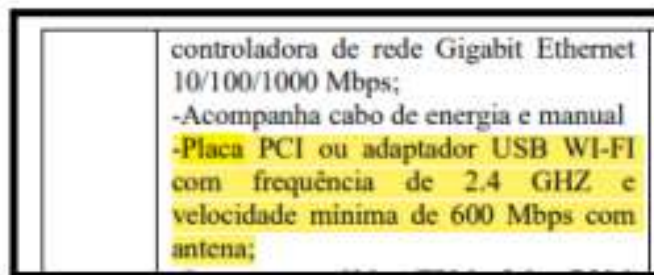 controladora de rede Gigabit Ethernet
10/100/1000 Mbps;
-Acompanha cabo de energia e manual
-Placa PCI ou adaptador USB WI-FI
com frequência de 2.4 GHZ e
velocidade mínima de 600 Mbps com
antena;